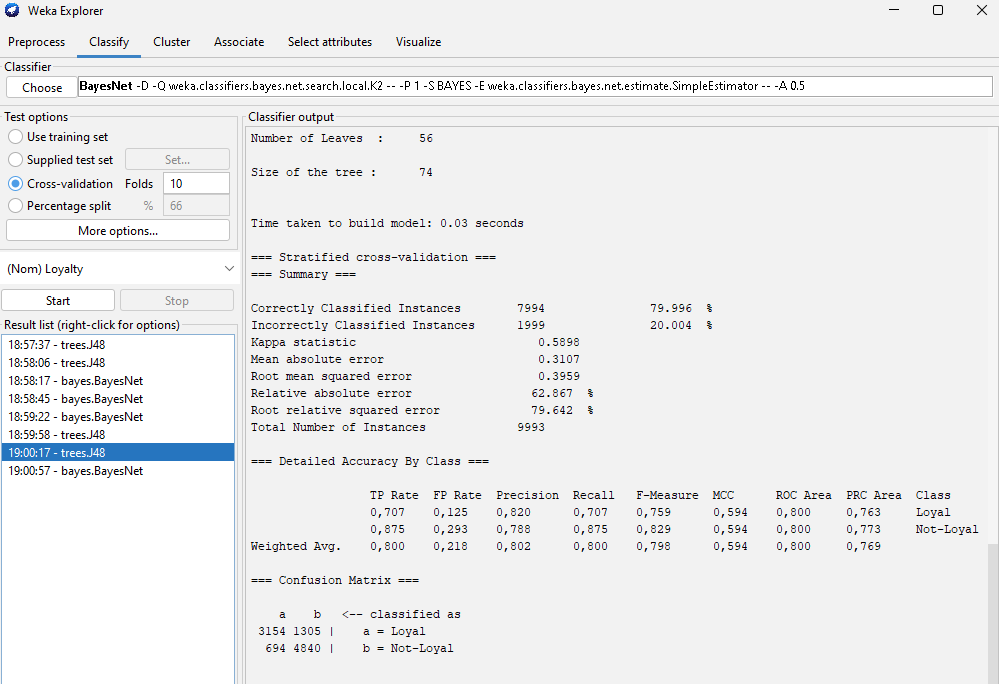 Weka Explorer
Preprocess Classify Cluster Associate Select attributes Visualize
Classifier
Choose BayesNet -D -Q weka.classifiers.bayes.net.search.local.K2 -- -P 1 -S BAYES -E weka.classifiers.bayes.net.estimate.SimpleEstimator -- -A 0.5
Test options
Use training set
Supplied test set Set...
Cross-validation Folds 10
Percentage split % 66
More options...
(Nom) Loyalty
Start Stop
Result list (right-click for options)
18:57:37 - trees.J48
18:58:06 - trees.J48
18:58:17 - bayes.BayesNet
18:58:45 - bayes.BayesNet
18:59:22 - bayes.BayesNet
18:59:58 - trees.J48
19:00:17 - trees.J48
19:00:57 - bayes.BayesNet
Classifier output
Number of Leaves : 56
Size of the tree : 74
Time taken to build model: 0.03 seconds
=== Stratified cross-validation ===
=== Summary ===
Correctly Classified Instances 7994 79.996 %
Incorrectly Classified Instances 1999 20.004 %
Kappa statistic 0.5898
Mean absolute error 0.3107
Root mean squared error 0.3959
Relative absolute error 62.867 %
Root relative squared error 79.642 %
Total Number of Instances 9993
=== Detailed Accuracy By Class ===
TP Rate FP Rate Precision Recall F-Measure MCC ROC Area PRC Area Class
0,707 0,125 0,820 0,707 0,759 0,594 0,800 0,763 Loyal
0,875 0,293 0,788 0,875 0,829 0,594 0,800 0,773 Not-Loyal
Weighted Avg. 0,800 0,218 0,802 0,800 0,798 0,594 0,800 0,769
=== Confusion Matrix ===
a b <-- classified as
3154 1305 | a = Loyal
694 4840 | b = Not-Loyal